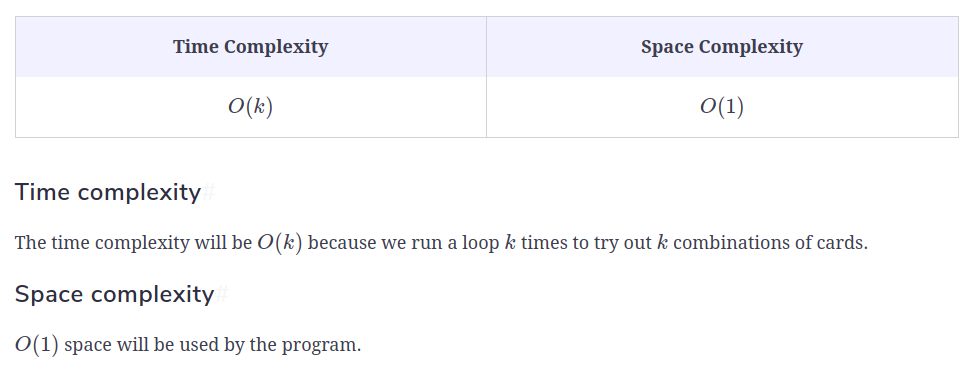 Time Complexity Space Complexity
O(k) O(1)
Time complexity#
The time complexity will be O(k) because we run a loop k times to try out k combinations of cards.
Space complexity#
O(1) space will be used by the program.